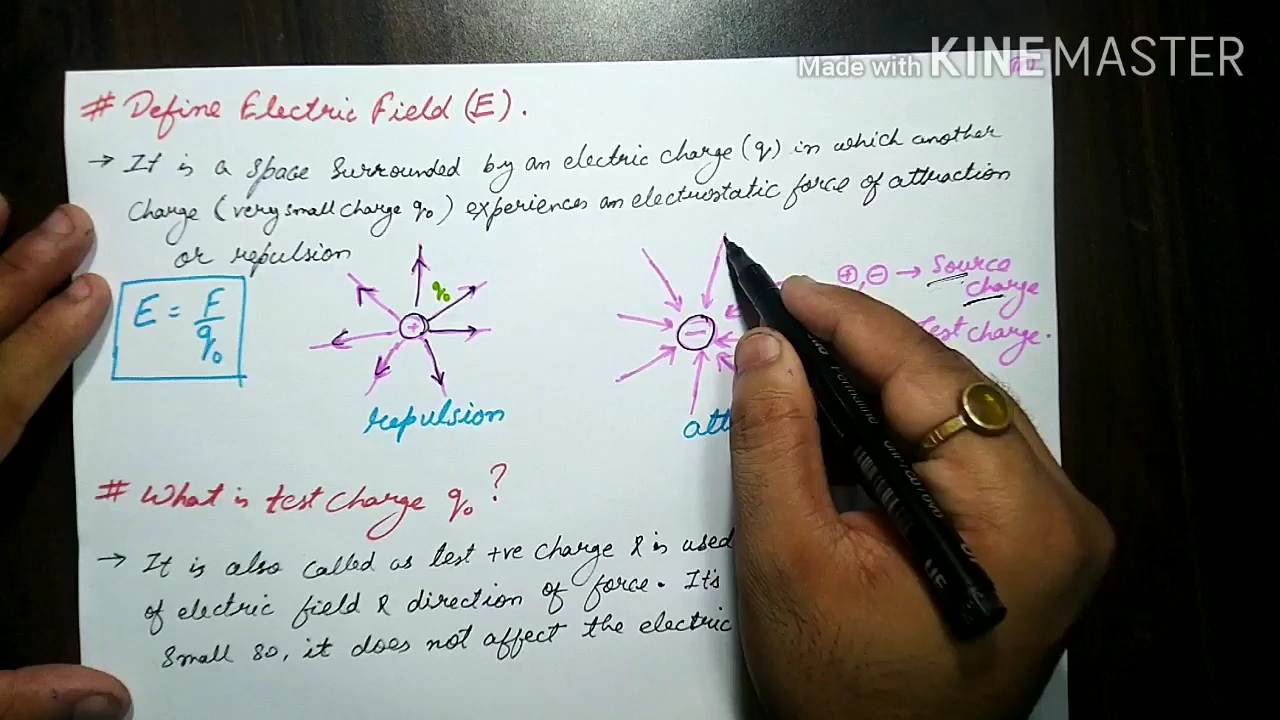 Made with KINEMASTER
# Define Electric Field (E).
→ It is a space surrounded by an electric charge (q) in which another
charge (very small charge q₀) experiences an electrostatic force of attraction
or repulsion
E = F/q₀
q₀
+
−
⊕, ⊖ → Source
charge
Test charge.
repulsion
# What is test charge q₀?
→ It is also called as test +ve charge & is used
of electric field & direction of force. It's
small so, it does not affect the electric